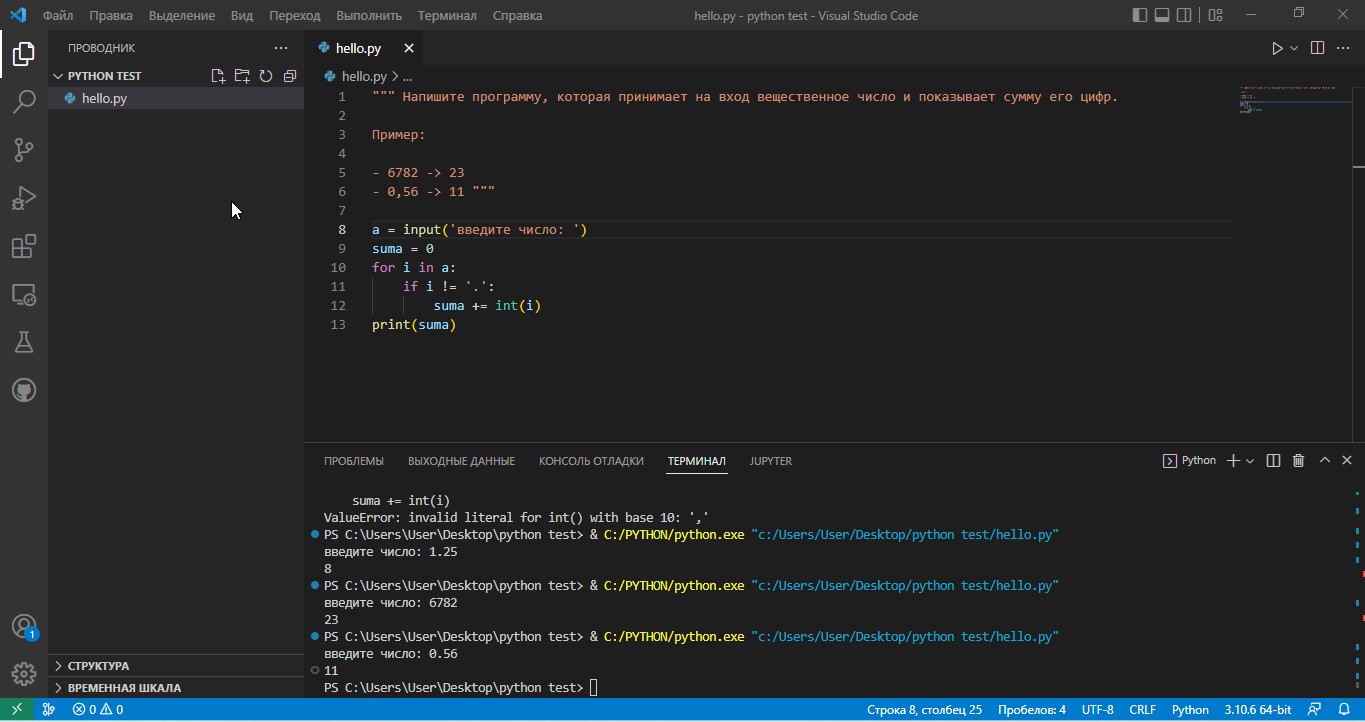 Файл Правка Выделение Вид Переход Выполнить Терминал Справка hello.py - python test - Visual Studio Code
ПРОВОДНИК
PYTHON TEST
hello.py
СТРУКТУРА
ВРЕМЕННАЯ ШКАЛА
1
hello.py
hello.py > ...
1 """ Напишите программу, которая принимает на вход вещественное число и показывает сумму его цифр.
2
3 Пример:
4
5 - 6782 -> 23
6 - 0,56 -> 11 """
7
8 a = input('введите число: ')
9 suma = 0
10 for i in a:
11     if i != '.':
12         suma += int(i)
13 print(suma)
ПРОБЛЕМЫ ВЫХОДНЫЕ ДАННЫЕ КОНСОЛЬ ОТЛАДКИ ТЕРМИНАЛ JUPYTER Python
    suma += int(i)
ValueError: invalid literal for int() with base 10: ','
PS C:\Users\User\Desktop\python test> & C:/PYTHON/python.exe "c:/Users/User/Desktop/python test/hello.py"
введите число: 1.25
8
PS C:\Users\User\Desktop\python test> & C:/PYTHON/python.exe "c:/Users/User/Desktop/python test/hello.py"
введите число: 6782
23
PS C:\Users\User\Desktop\python test> & C:/PYTHON/python.exe "c:/Users/User/Desktop/python test/hello.py"
введите число: 0.56
11
PS C:\Users\User\Desktop\python test>
0 0 Строка 8, столбец 25 Пробелов: 4 UTF-8 CRLF Python 3.10.6 64-bit